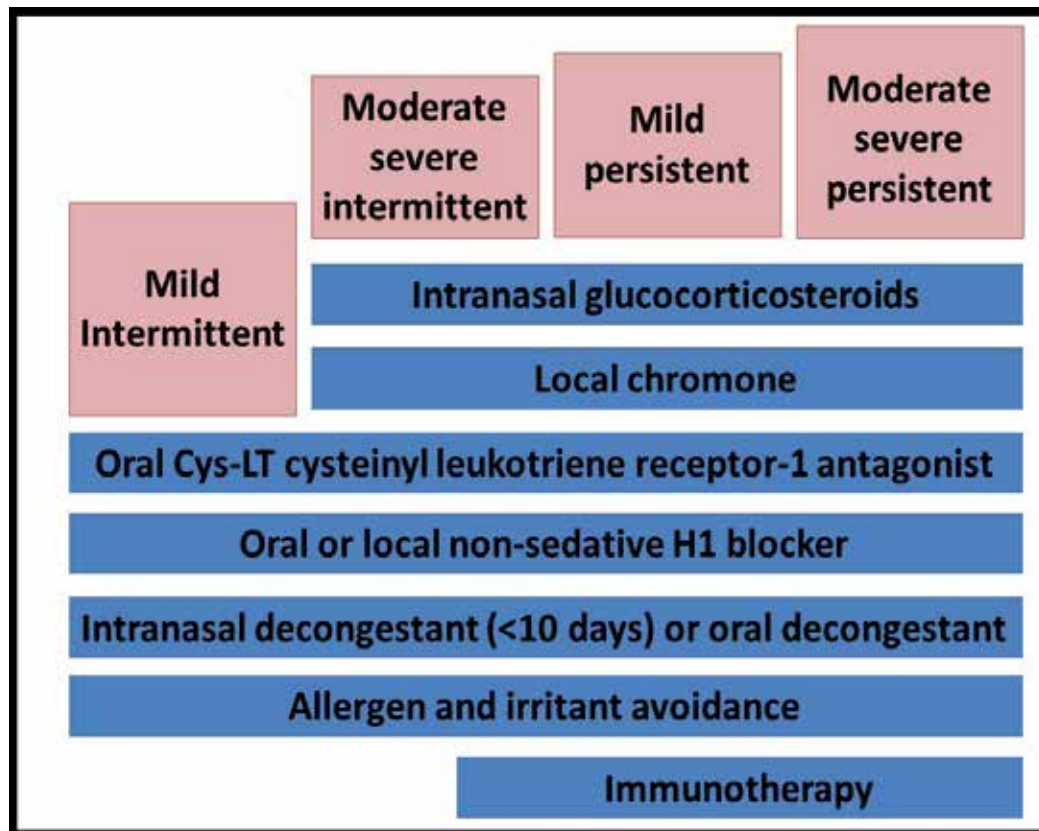 Moderate
severe
intermittent
Mild
persistent
Moderate
severe
persistent
Mild
Intermittent
Intranasal glucocorticosteroids
Local chromone
Oral Cys-LT cysteinyl leukotriene receptor-1 antagonist
Oral or local non-sedative H1 blocker
Intranasal decongestant (<10 days) or oral decongestant
Allergen and irritant avoidance
Immunotherapy